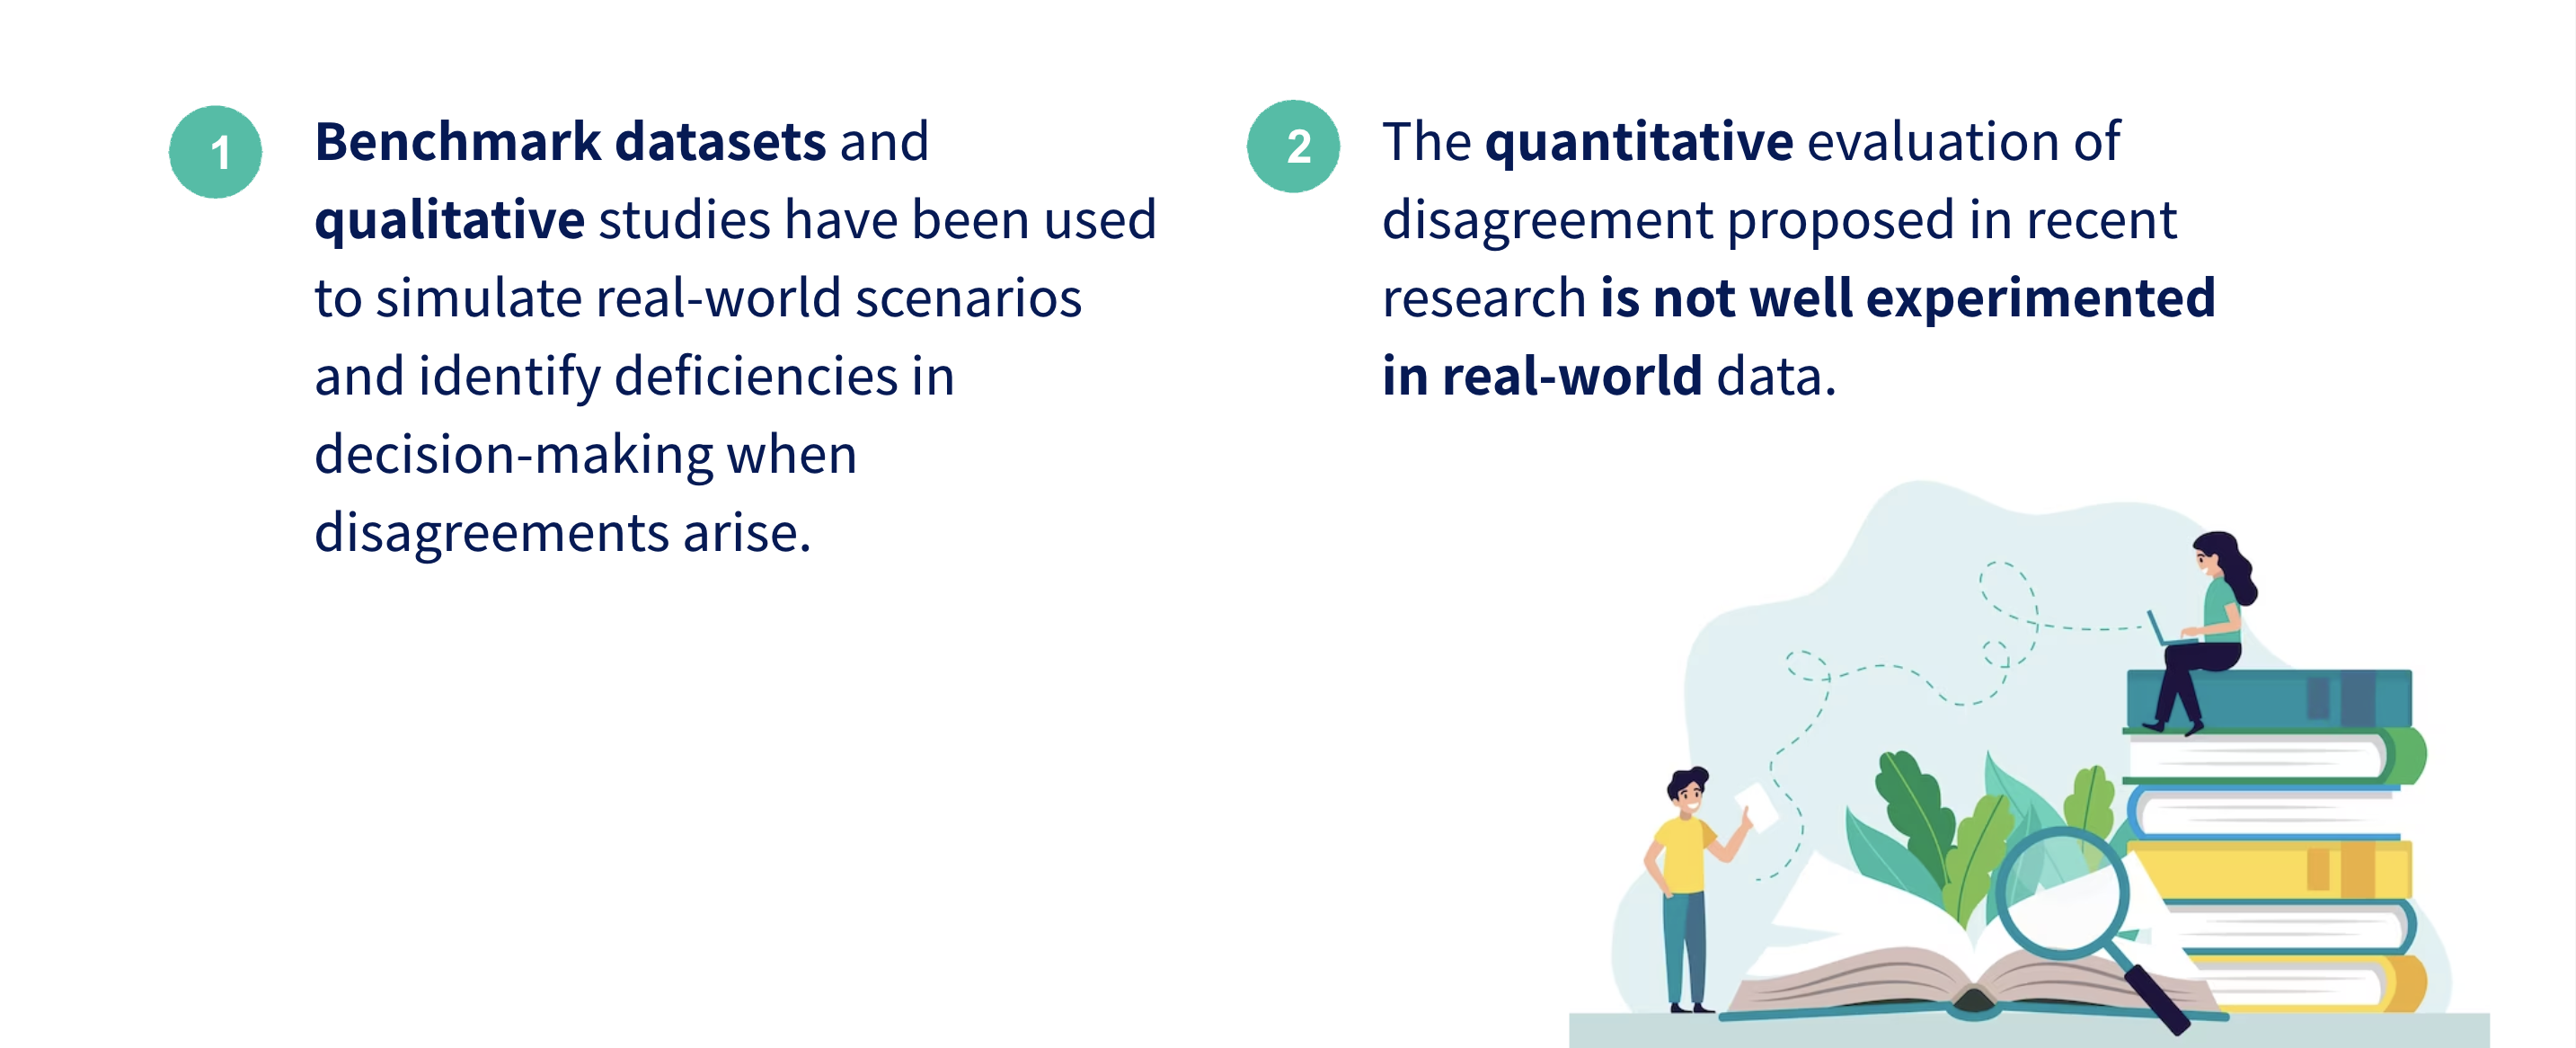 1
Benchmark datasets and
qualitative studies have been used
to simulate real-world scenarios
and identify deficiencies in
decision-making when
disagreements arise.
2
The quantitative evaluation of
disagreement proposed in recent
research is not well experimented
in real-world data.